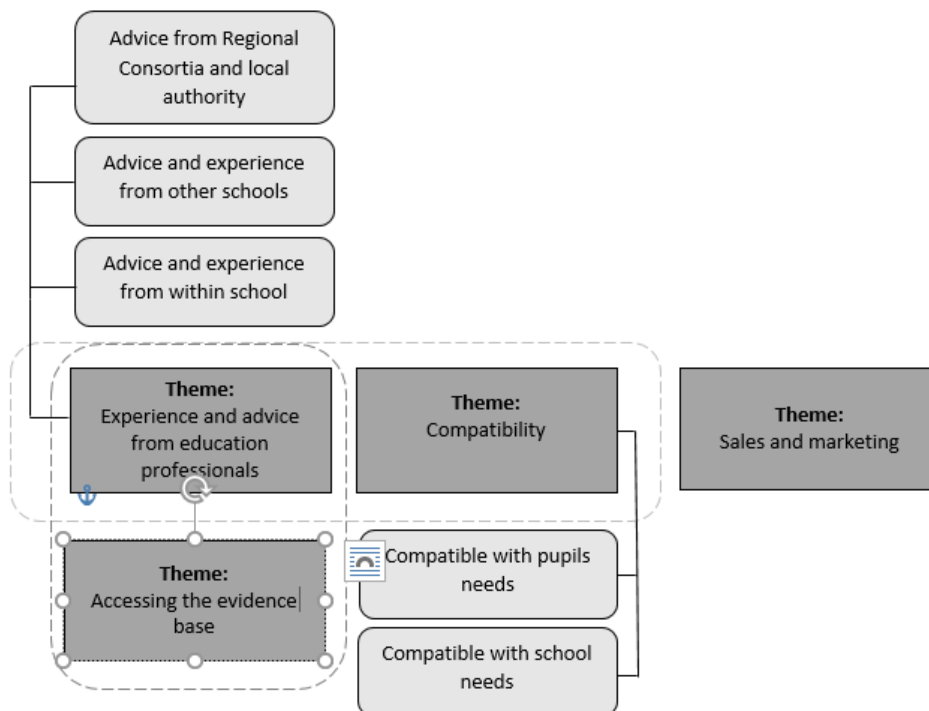 Advice from Regional
Consortia and local
authority
Advice and experience
from other schools
Advice and experience
from within school
Theme:
Experience and advice
from education
professionals
Theme:
Compatibility
Theme:
Sales and marketing
Theme:
Accessing the evidence
base
Compatible with pupils
needs
Compatible with school
needs